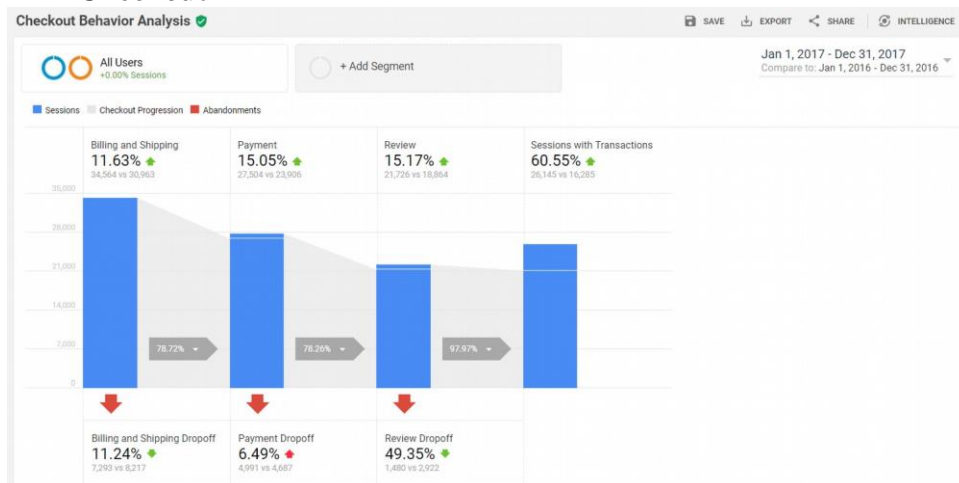 Checkout Behavior Analysis
SAVE EXPORT SHARE INTELLIGENCE
All Users
+0.00% Sessions
+ Add Segment
Jan 1, 2017 - Dec 31, 2017
Compare to: Jan 1, 2016 - Dec 31, 2016
Sessions Checkout Progression Abandonments
Billing and Shipping
11.63%
34,564 vs 30,963
Payment
15.05%
27,504 vs 23,906
Review
15.17%
21,726 vs 18,864
Sessions with Transactions
60.55%
26,145 vs 16,285
35,000
28,000
21,000
14,000
7,000
0
78.72%
78.26%
97.97%
Billing and Shipping Dropoff
11.24%
7,293 vs 8,217
Payment Dropoff
6.49%
4,991 vs 4,687
Review Dropoff
49.35%
1,480 vs 2,922